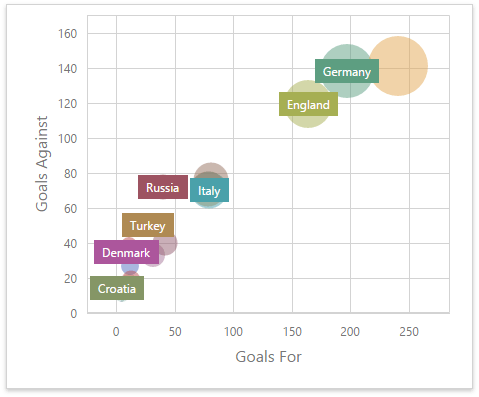 160
140
120
100
80
60
40
20
0
Goals Against
Germany
England
Russia
Italy
Turkey
Denmark
Croatia
0 50 100 150 200 250
Goals For